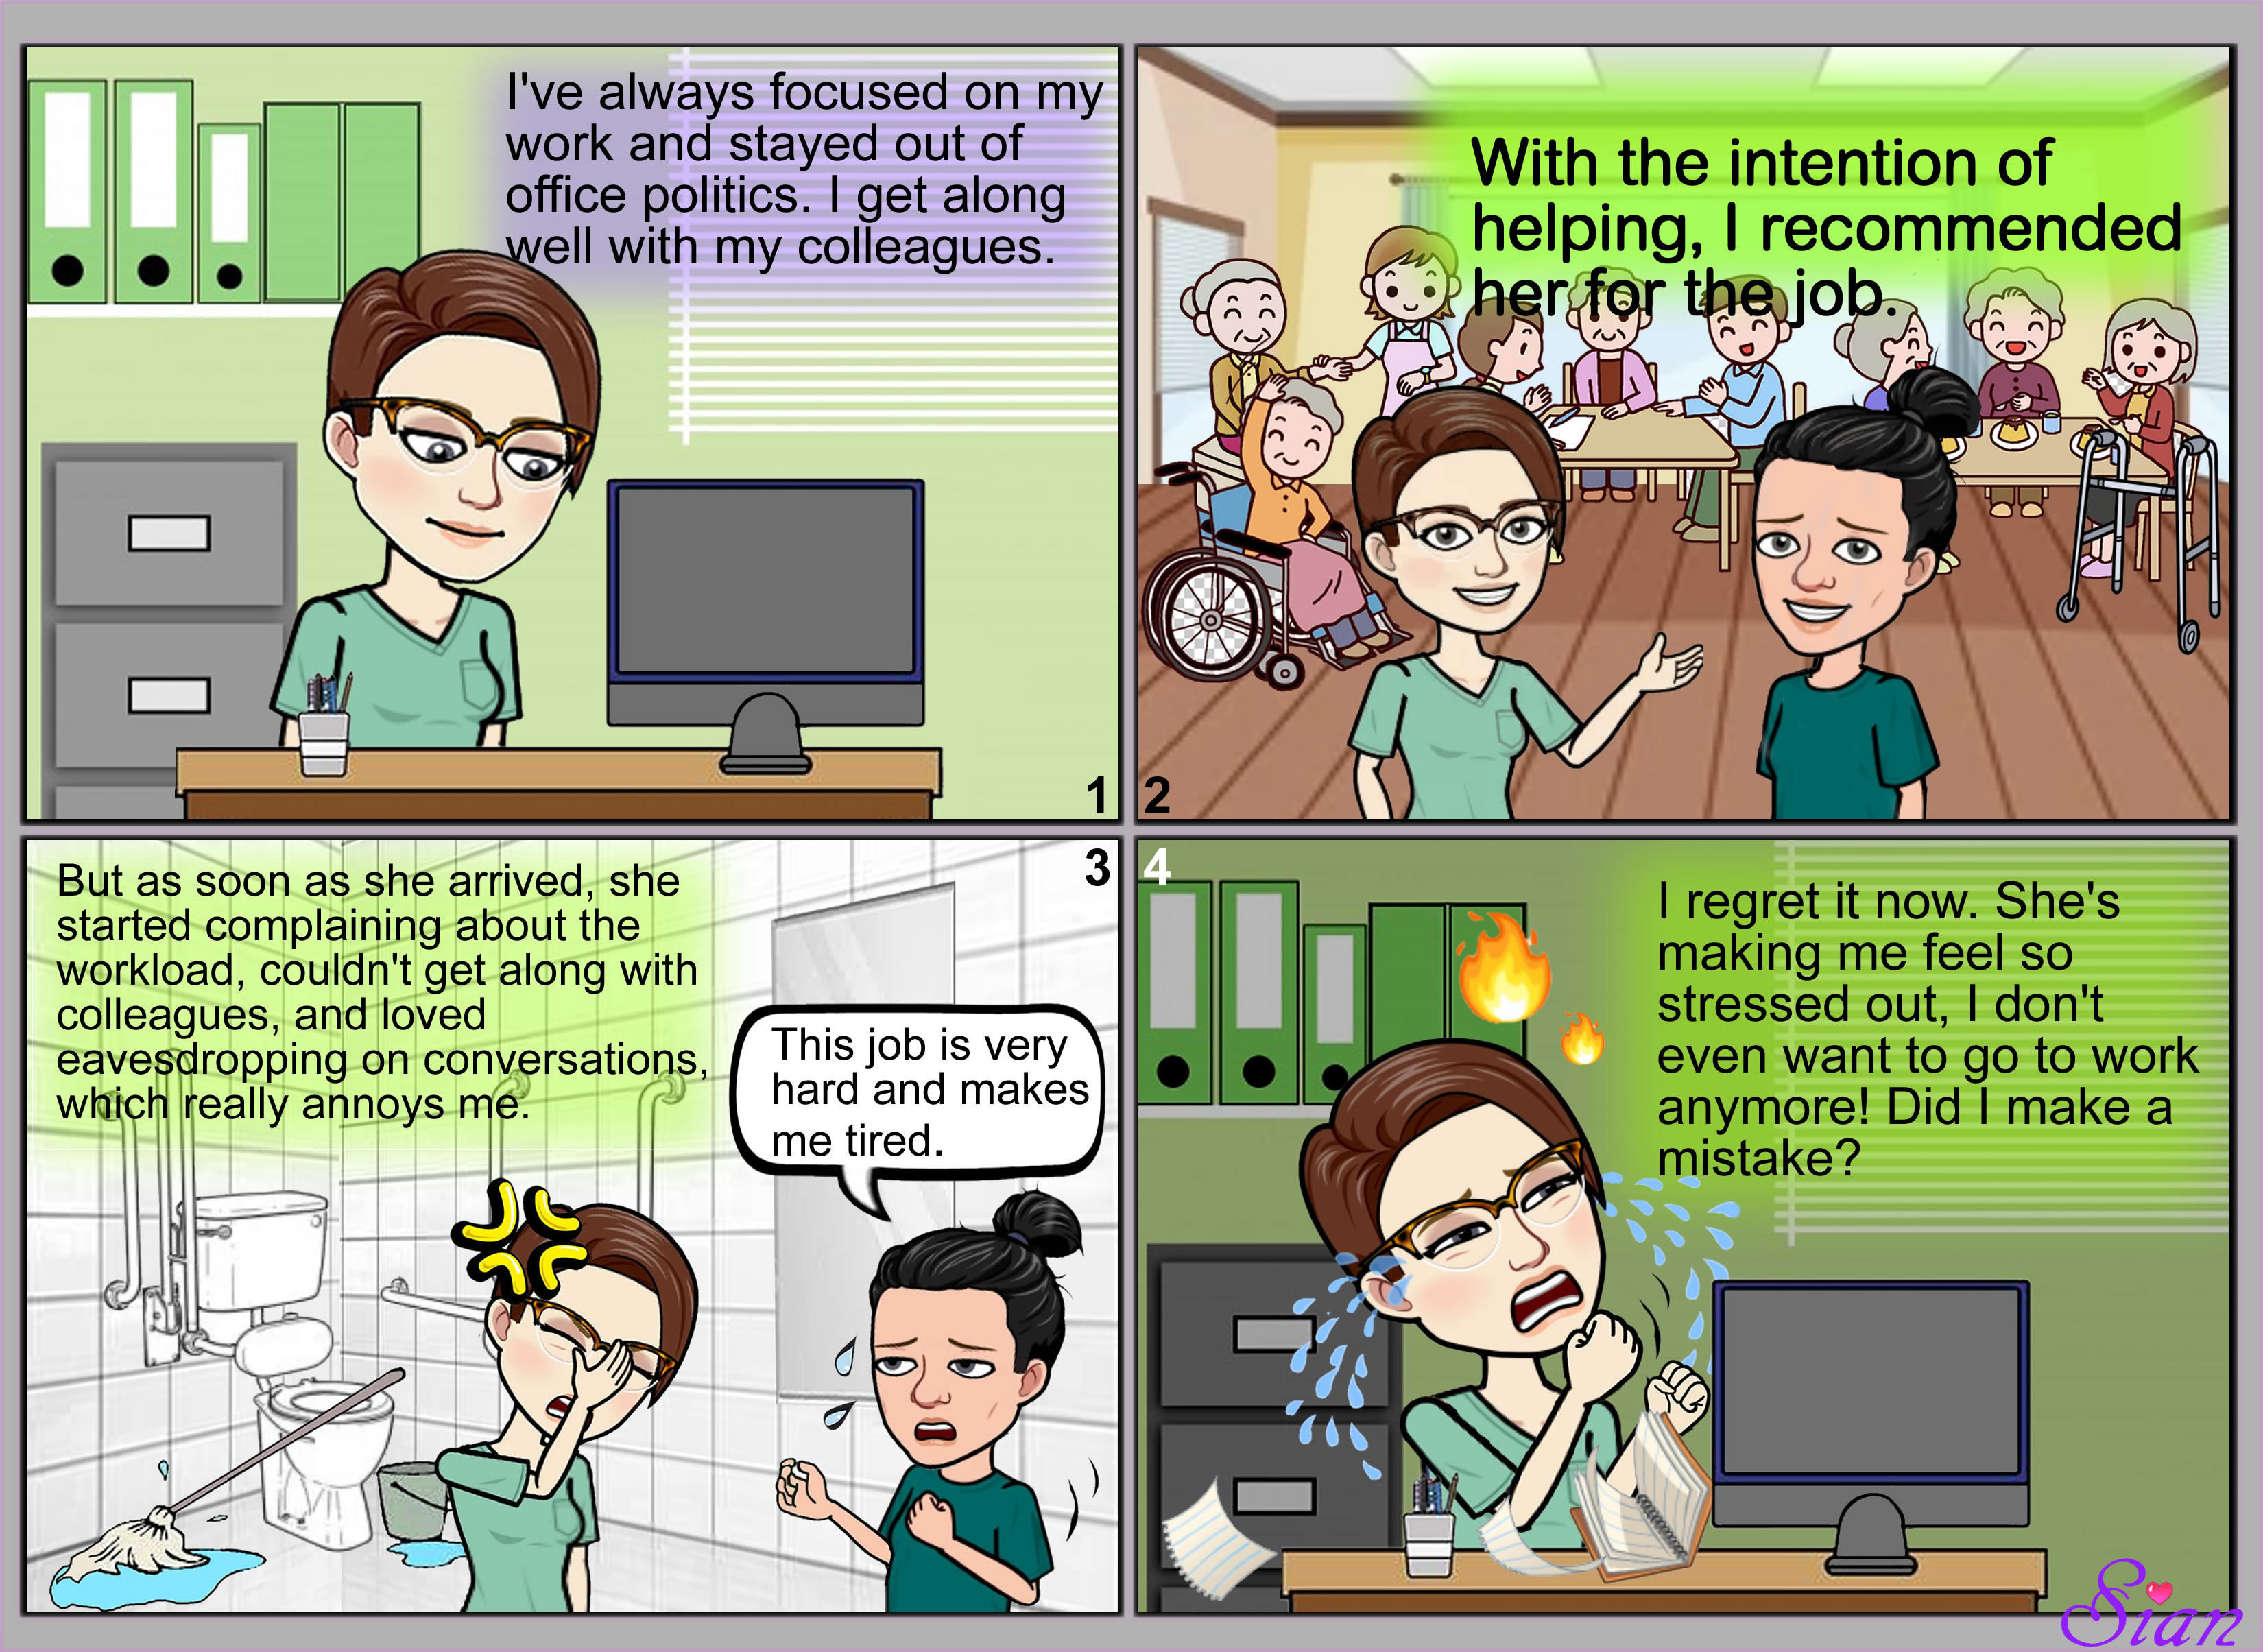 I've always focused on my
work and stayed out of
office politics. I get along
well with my colleagues.
1
With the intention of
helping, I recommended
her for the job.
2
But as soon as she arrived, she
started complaining about the
workload, couldn't get along with
colleagues, and loved
eavesdropping on conversations,
which really annoys me.
3
This job is very
hard and makes
me tired.
4
I regret it now. She's
making me feel so
stressed out, I don't
even want to go to work
anymore! Did I make a
mistake?
Sian